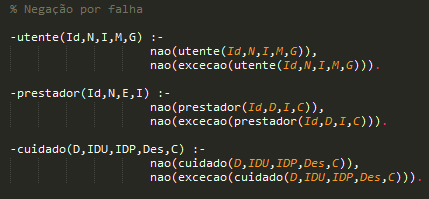 % Negação por falha
-utente(Id,N,I,M,G) :-
nao(utente(Id,N,I,M,G)),
nao(excecao(utente(Id,N,I,M,G))).
-prestador(Id,N,E,I) :-
nao(prestador(Id,D,I,C)),
nao(excecao(prestador(Id,D,I,C))).
-cuidado(D,IDU,IDP,Des,C) :-
nao(cuidado(D,IDU,IDP,Des,C)),
nao(excecao(cuidado(D,IDU,IDP,Des,C))).